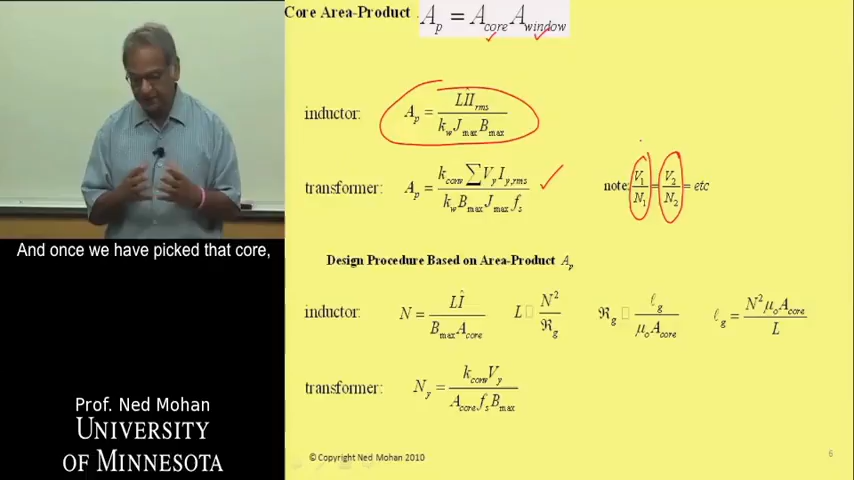 Core Area-Product : A_p = A_core A_window
inductor: A_p = LÎI_rms / k_w J_max B_max
transformer: A_p = k_conv ∑ V_y I_y,rms / k_w B_max J_max f_s
note: V_1/N_1 = V_2/N_2 = etc
And once we have picked that core,
Design Procedure Based on Area-Product A_p
inductor: N = LÎ / B_max A_core L □ N² / ℜ_g ℜ_g □ ℓ_g / μ_o A_core ℓ_g = N² μ_o A_core / L
transformer: N_y = k_conv V_y / A_core f_s B_max
Prof. Ned Mohan
UNIVERSITY
OF MINNESOTA
© Copyright Ned Mohan 2010
6